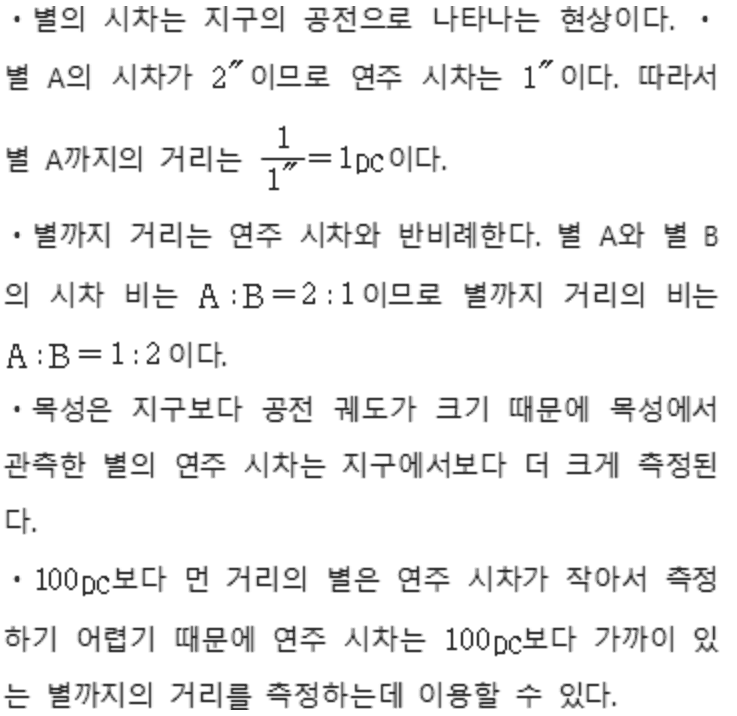 ・별의 시차는 지구의 공전으로 나타나는 현상이다. ・
별 A의 시차가 2″이므로 연주 시차는 1″이다. 따라서
별 A까지의 거리는 1/1″=1pc이다.
・별까지 거리는 연주 시차와 반비례한다. 별 A와 별 B
의 시차 비는 A:B=2:1이므로 별까지 거리의 비는
A:B=1:2이다.
・목성은 지구보다 공전 궤도가 크기 때문에 목성에서
관측한 별의 연주 시차는 지구에서보다 더 크게 측정된
다.
・100pc보다 먼 거리의 별은 연주 시차가 작아서 측정
하기 어렵기 때문에 연주 시차는 100pc보다 가까이 있
는 별까지의 거리를 측정하는데 이용할 수 있다.